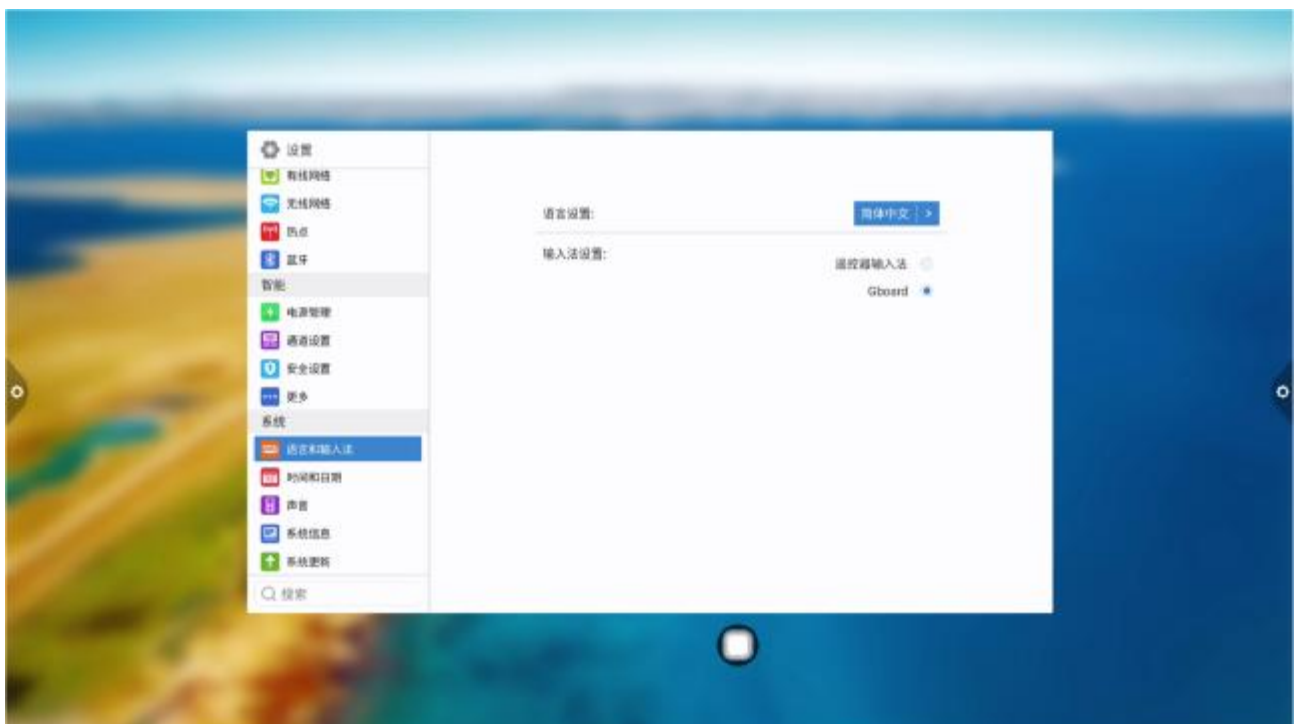 设置
有线网络
无线网络
热点
蓝牙
智能
电源管理
通道设置
安全设置
更多
系统
语言和输入法
时间和日期
声音
系统信息
系统更新
搜索
语言设置:
简体中文 >
输入法设置:
遥控器输入法
Gboard